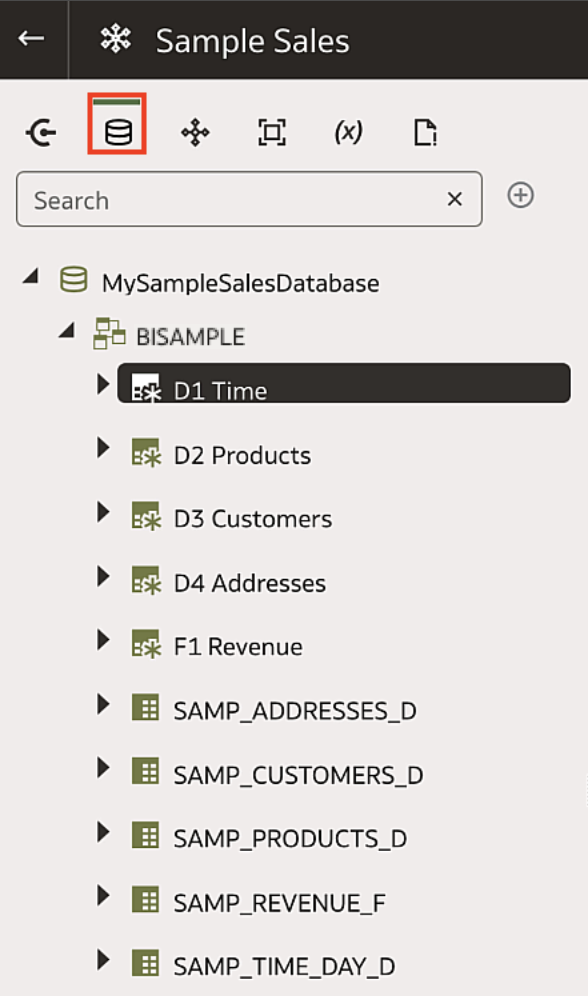 Sample Sales
(x)
Search
MySampleSalesDatabase
BISAMPLE
D1 Time
D2 Products
D3 Customers
D4 Addresses
F1 Revenue
SAMP_ADDRESSES_D
SAMP_CUSTOMERS_D
SAMP_PRODUCTS_D
SAMP_REVENUE_F
SAMP_TIME_DAY_D